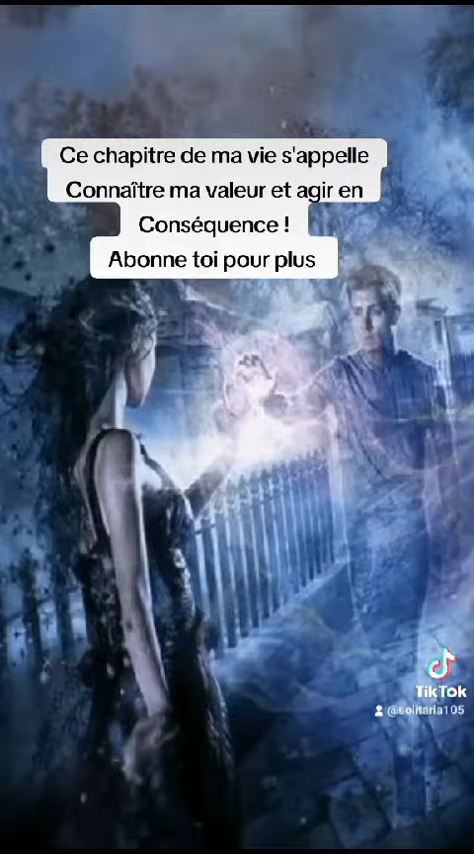 Ce chapitre de ma vie s'appelle
Connaître ma valeur et agir en
Conséquence !
Abonne toi pour plus
TikTok
@solitaria105